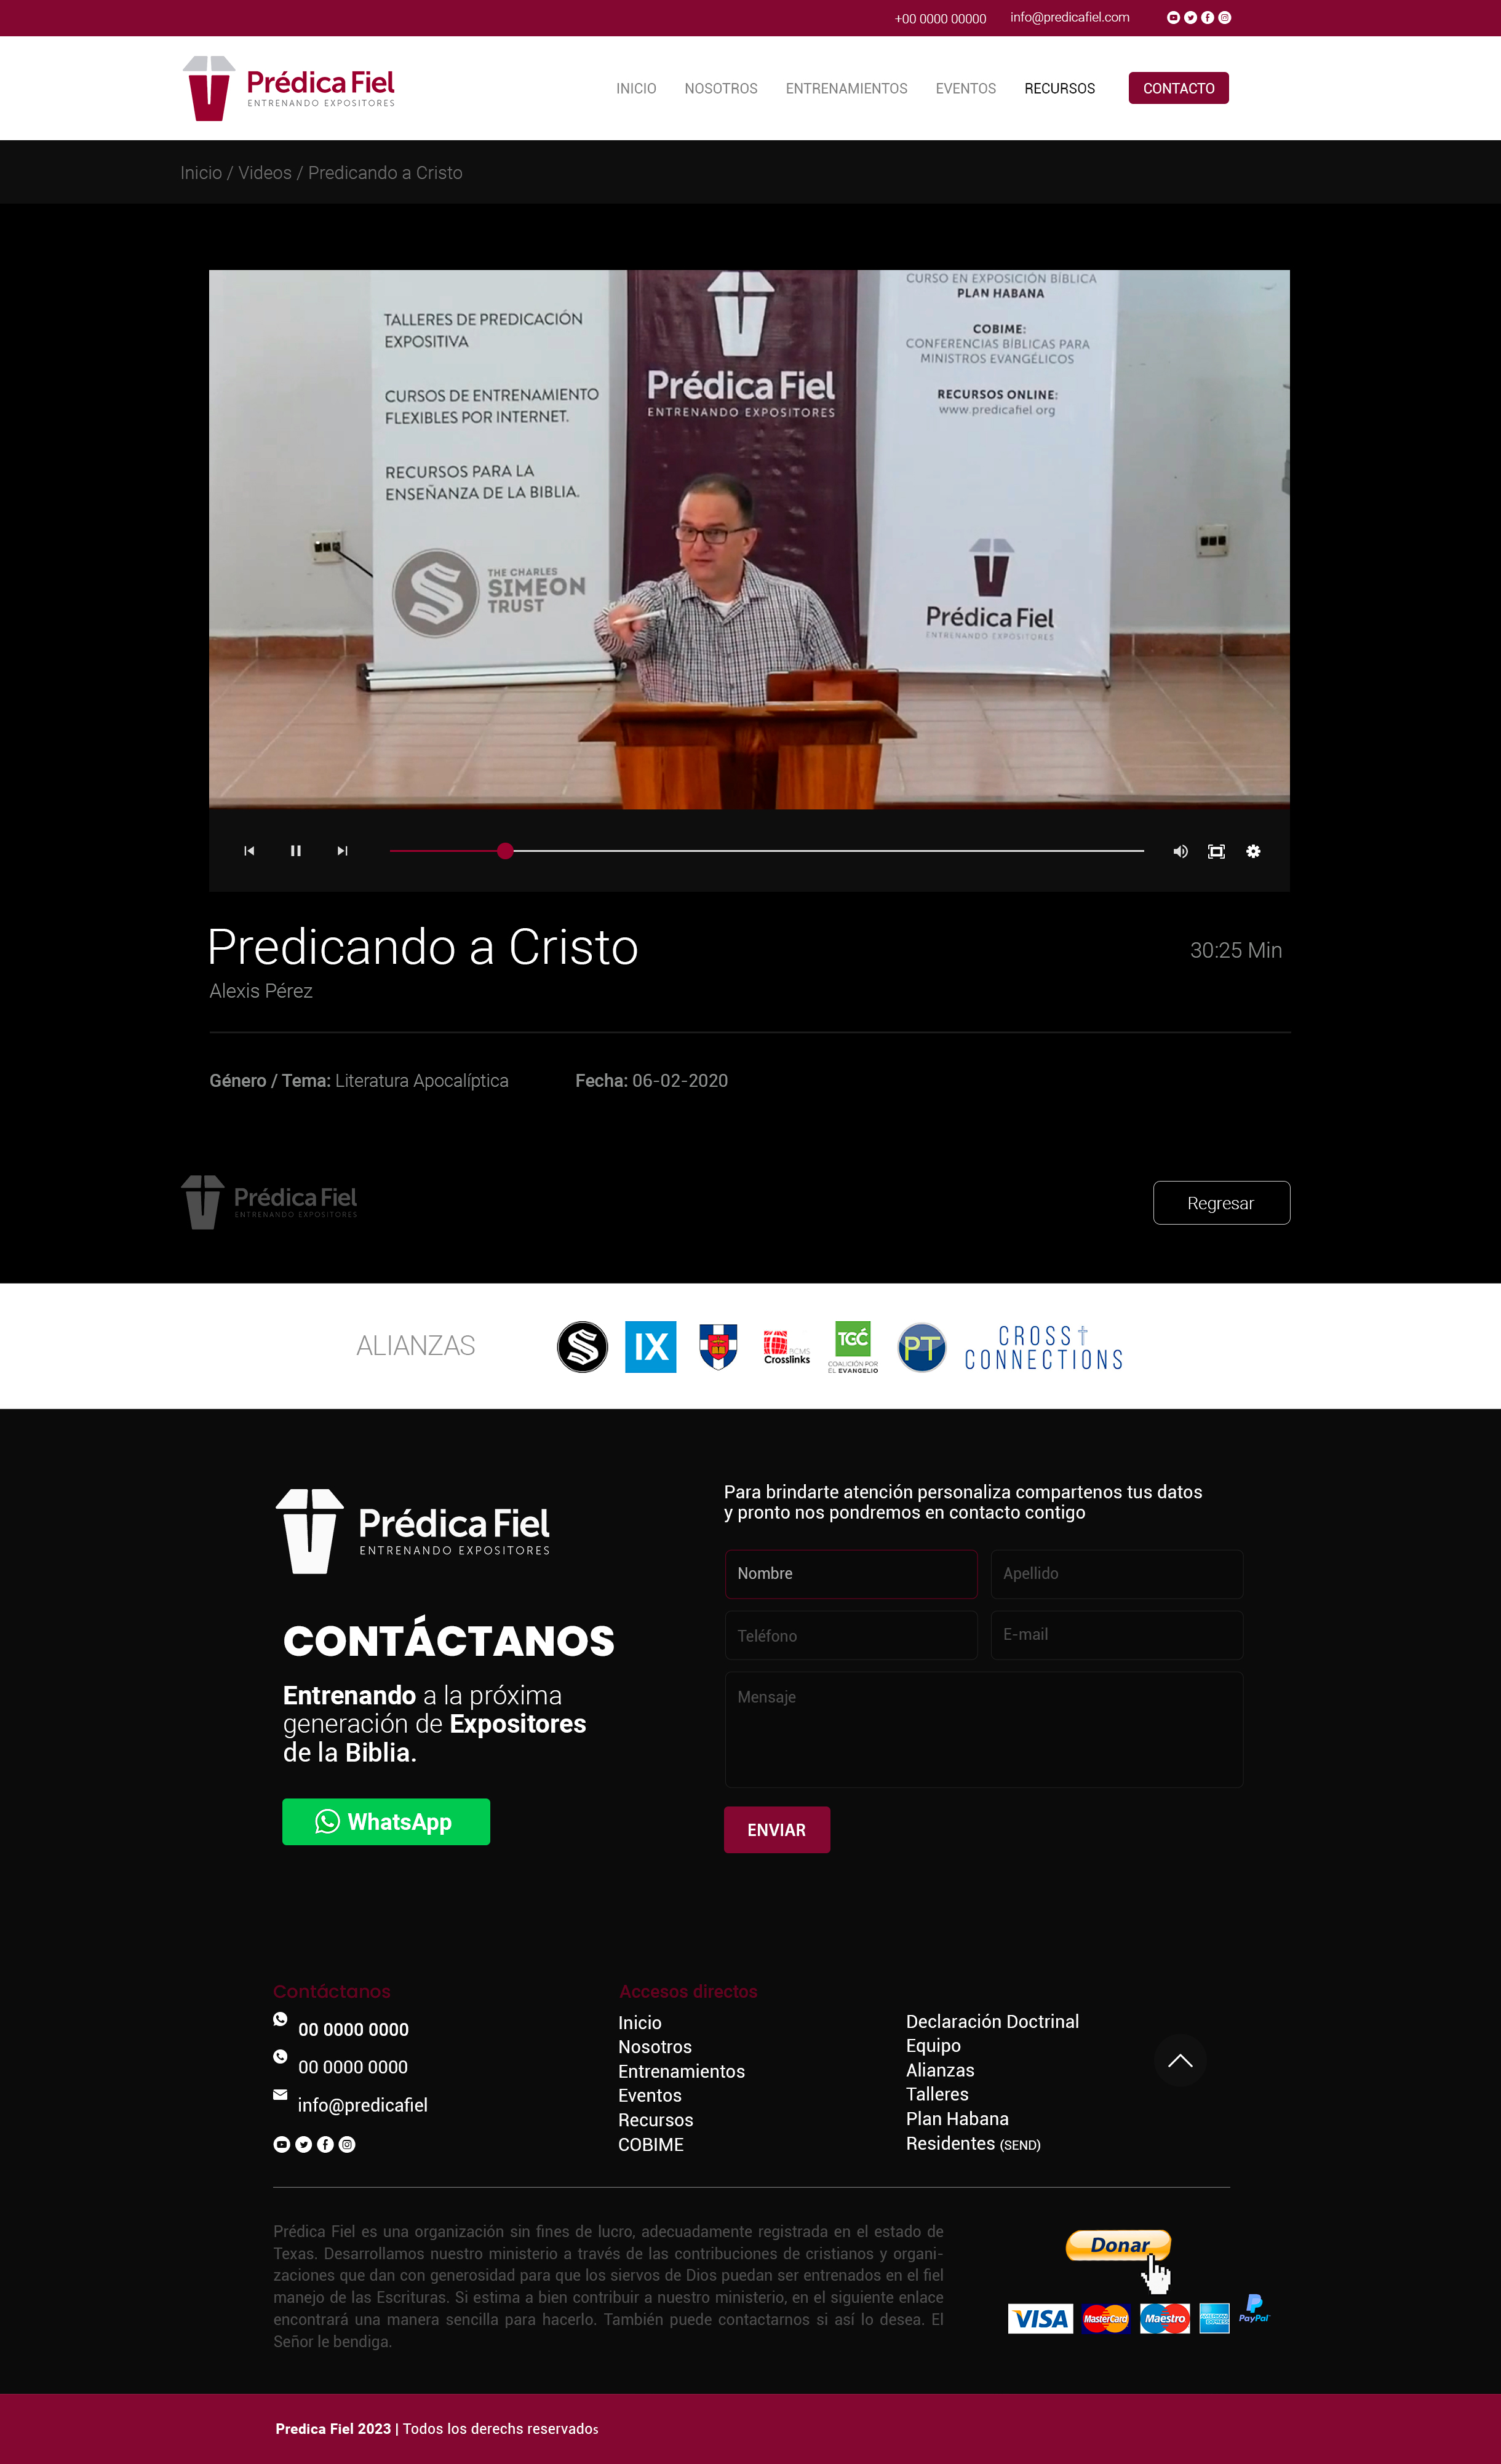 +00 0000 00000
info@predicafiel.com
Prédica Fiel
ENTRENANDO EXPOSITORES
INICIO NOSOTROS ENTRENAMIENTOS EVENTOS RECURSOS CONTACTO
Inicio / Videos / Predicando a Cristo
TALLERES DE PREDICACIÓN
EXPOSITIVA
CURSOS DE ENTRENAMIENTO
FLEXIBLES POR INTERNET.
RECURSOS PARA LA
ENSEÑANZA DE LA BIBLIA.
S THE CHARLES
SIMEON
TRUST
Prédica Fiel
ENTRENANDO EXPOSITORES
CURSO EN EXPOSICIÓN BÍBLICA
PLAN HABANA
COBIME:
CONFERENCIAS BÍBLICAS PARA
MINISTROS EVANGÉLICOS
RECURSOS ONLINE:
www.predicafiel.org
Prédica Fiel
ENTRENANDO EXPOSITORES
Predicando a Cristo
30:25 Min
Alexis Pérez
Género / Tema: Literatura Apocalíptica
Fecha: 06-02-2020
Prédica Fiel
ENTRENANDO EXPOSITORES
Regresar
ALIANZAS
S
IX
PCMS
Crosslinks
TGĆ
COALICIÓN POR
EL EVANGELIO
PT
CROSS
CONNECTIONS
Prédica Fiel
ENTRENANDO EXPOSITORES
CONTÁCTANOS
Entrenando a la próxima
generación de Expositores
de la Biblia.
WhatsApp
Para brindarte atención personaliza compartenos tus datos
y pronto nos pondremos en contacto contigo
Nombre
Apellido
Teléfono
E-mail
Mensaje
ENVIAR
Contáctanos
00 0000 0000
00 0000 0000
info@predicafiel
Accesos directos
Inicio
Nosotros
Entrenamientos
Eventos
Recursos
COBIME
Declaración Doctrinal
Equipo
Alianzas
Talleres
Plan Habana
Residentes (SEND)
Prédica Fiel es una organización sin fines de lucro, adecuadamente registrada en el estado de
Texas. Desarrollamos nuestro ministerio a través de las contribuciones de cristianos y organi-
zaciones que dan con generosidad para que los siervos de Dios puedan ser entrenados en el fiel
manejo de las Escrituras. Si estima a bien contribuir a nuestro ministerio, en el siguiente enlace
encontrará una manera sencilla para hacerlo. También puede contactarnos si así lo desea. El
Señor le bendiga.
Donar
VISA
MasterCard
Maestro
AMERICAN EXPRESS
PayPal
Predica Fiel 2023 | Todos los derechs reservados